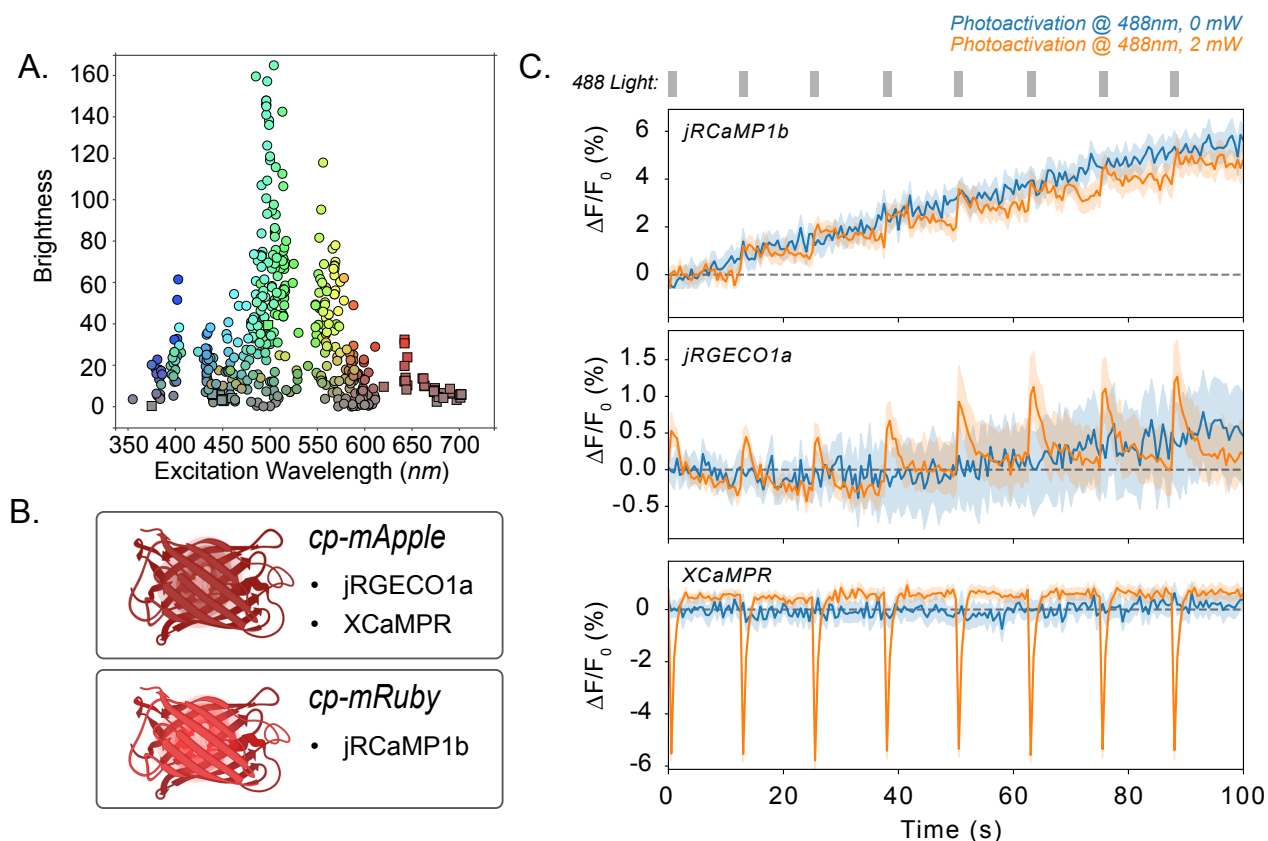 A.
160
140
120
100
80
60
40
20
0
Brightness
350
400
450
500
550
600
650
700
Excitation Wavelength (nm)
B.
cp-mApple
• jRGECO1a
• XCaMPR
cp-mRuby
• jRCaMP1b
C.
Photoactivation @ 488nm, 0 mW
Photoactivation @ 488nm, 2 mW
488 Light:
jRCaMP1b
6
4
2
0
ΔF/F0 (%)
jRGECO1a
1.5
1.0
0.5
0.0
-0.5
ΔF/F0 (%)
XCaMPR
0
-2
-4
-6
ΔF/F0 (%)
0
20
40
60
80
100
Time (s)